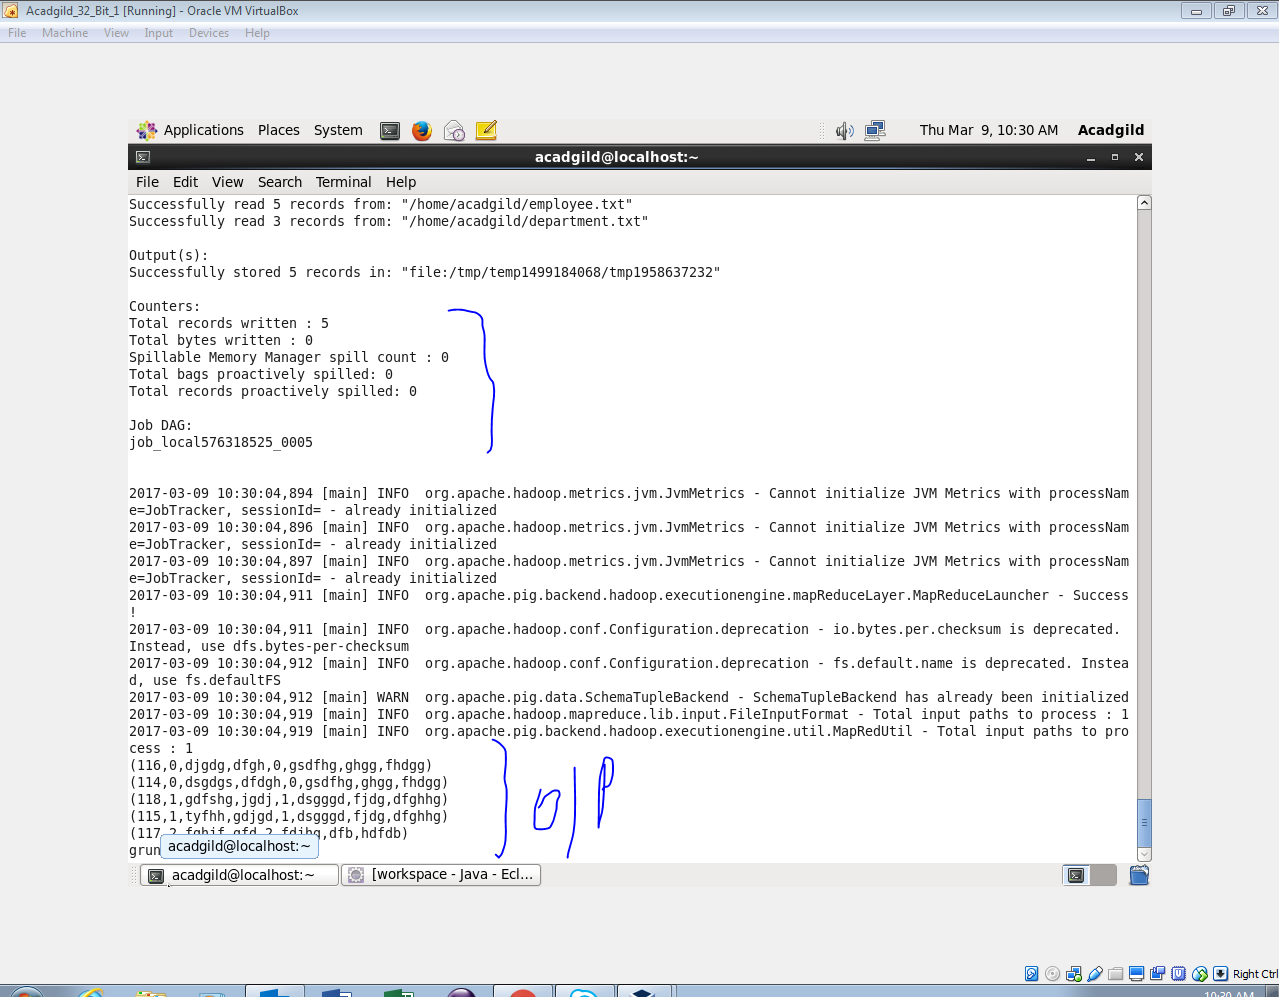 Acadgild_32_Bit_1 [Running] - Oracle VM VirtualBox
File Machine View Input Devices Help
Applications Places System Thu Mar 9, 10:30 AM Acadgild
acadgild@localhost:~
File Edit View Search Terminal Help
Successfully read 5 records from: "/home/acadgild/employee.txt"
Successfully read 3 records from: "/home/acadgild/department.txt"
Output(s):
Successfully stored 5 records in: "file:/tmp/temp1499184068/tmp1958637232"
Counters:
Total records written : 5
Total bytes written : 0
Spillable Memory Manager spill count : 0
Total bags proactively spilled: 0
Total records proactively spilled: 0
Job DAG:
job_local576318525_0005
2017-03-09 10:30:04,894 [main] INFO  org.apache.hadoop.metrics.jvm.JvmMetrics - Cannot initialize JVM Metrics with processNam
e=JobTracker, sessionId= - already initialized
2017-03-09 10:30:04,896 [main] INFO  org.apache.hadoop.metrics.jvm.JvmMetrics - Cannot initialize JVM Metrics with processNam
e=JobTracker, sessionId= - already initialized
2017-03-09 10:30:04,897 [main] INFO  org.apache.hadoop.metrics.jvm.JvmMetrics - Cannot initialize JVM Metrics with processNam
e=JobTracker, sessionId= - already initialized
2017-03-09 10:30:04,911 [main] INFO  org.apache.pig.backend.hadoop.executionengine.mapReduceLayer.MapReduceLauncher - Success
!
2017-03-09 10:30:04,911 [main] INFO  org.apache.hadoop.conf.Configuration.deprecation - io.bytes.per.checksum is deprecated.
Instead, use dfs.bytes-per-checksum
2017-03-09 10:30:04,912 [main] INFO  org.apache.hadoop.conf.Configuration.deprecation - fs.default.name is deprecated. Instea
d, use fs.defaultFS
2017-03-09 10:30:04,912 [main] WARN  org.apache.pig.data.SchemaTupleBackend - SchemaTupleBackend has already been initialized
2017-03-09 10:30:04,919 [main] INFO  org.apache.hadoop.mapreduce.lib.input.FileInputFormat - Total input paths to process : 1
2017-03-09 10:30:04,919 [main] INFO  org.apache.pig.backend.hadoop.executionengine.util.MapRedUtil - Total input paths to pro
cess : 1
(116,0,djgdg,dfgh,0,gsdfhg,ghgg,fhdgg)
(114,0,dsgdgs,dfdgh,0,gsdfhg,ghgg,fhdgg)
(118,1,gdfshg,jgdj,1,dsgggd,fjdg,dfghhg)
(115,1,tyfhh,gdjgd,1,dsgggd,fjdg,dfghhg)
O/P
acadgild@localhost:~
acadgild@localhost:~ [workspace - Java - Ecl...
Right Ctrl
10:30 AM